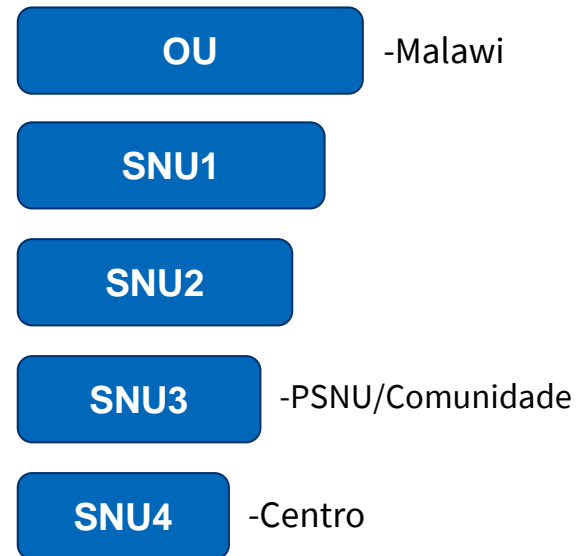 OU -Malawi
SNU1
SNU2
SNU3 -PSNU/Comunidade
SNU4 -Centro